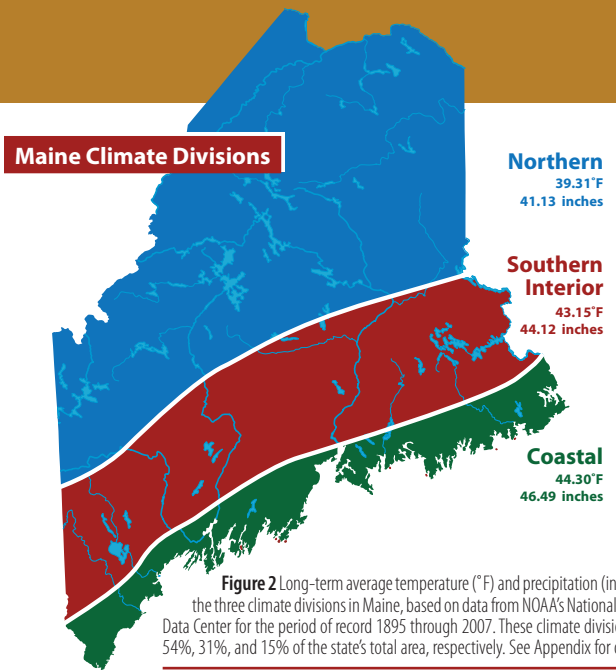 Maine Climate Divisions
Northern
39.31°F
41.13 inches
Southern
Interior
43.15°F
44.12 inches
Coastal
44.30°F
46.49 inches
Figure 2 Long-term average temperature (°F) and precipitation (in
the three climate divisions in Maine, based on data from NOAA's National
Data Center for the period of record 1895 through 2007. These climate divisi
54%, 31%, and 15% of the state's total area, respectively. See Appendix for